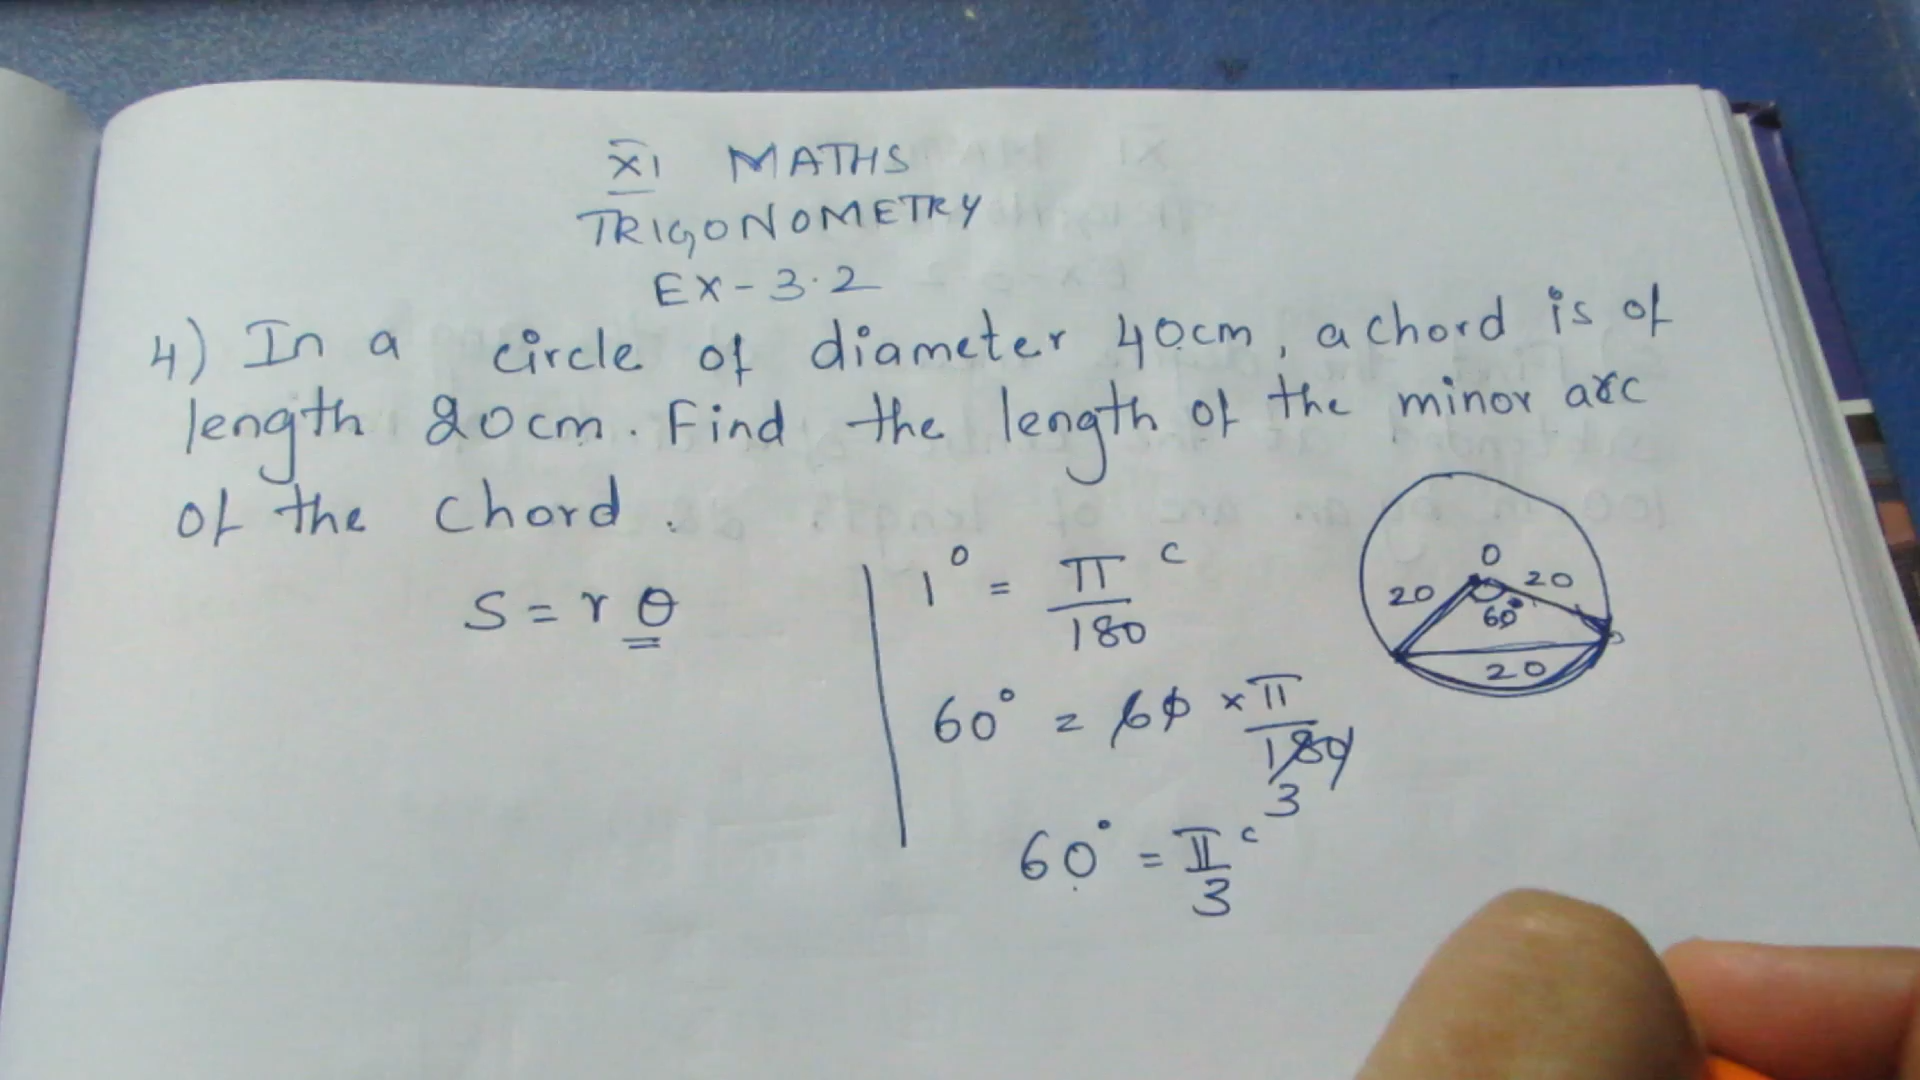 XI MATHS
TRIGONOMETRY
EX-3.2
4) In a circle of diameter 40cm, a chord is of
length 20cm. Find the length of the minor arc
of the chord.
S = r θ
1° = π/180 ᶜ
60° = 60 × π/180
3
60° = π/3 ᶜ
O
20 20
60°
20